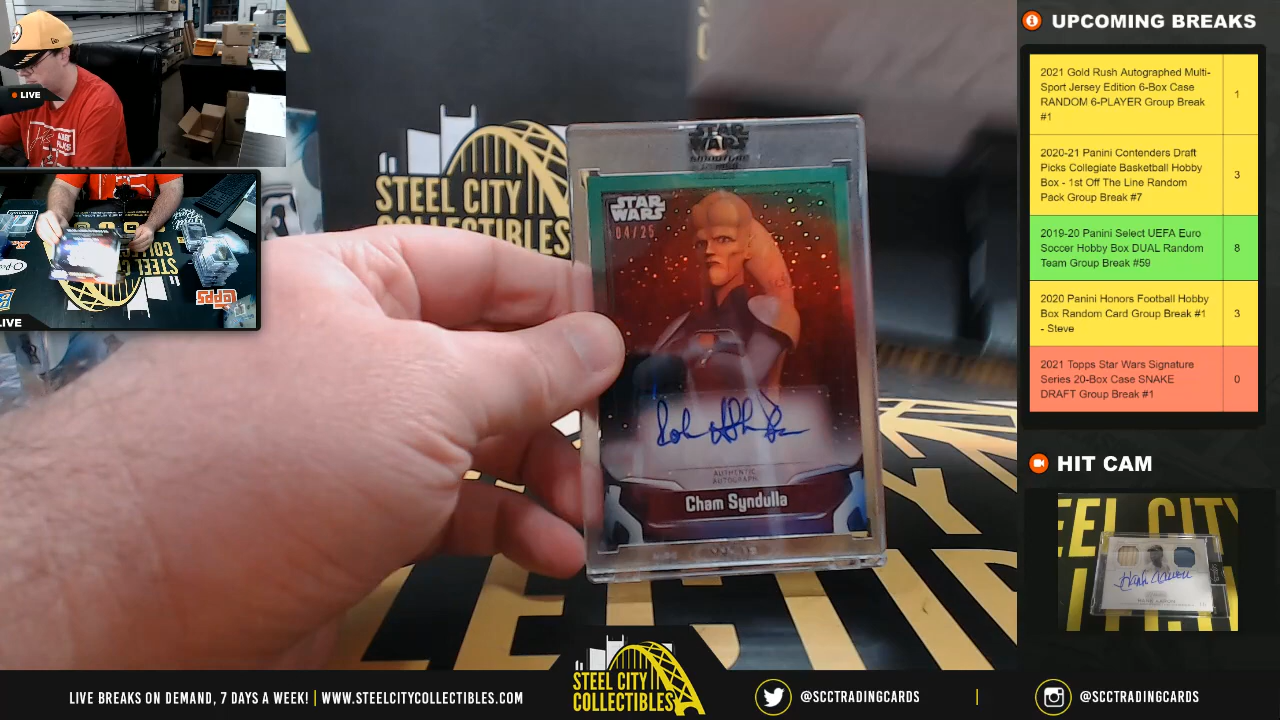 UPCOMING BREAKS
2021 Gold Rush Autographed Multi-
Sport Jersey Edition 6-Box Case
RANDOM 6-PLAYER Group Break
#1
1
2020-21 Panini Contenders Draft
Picks Collegiate Basketball Hobby
Box - 1st Off The Line Random
Pack Group Break #7
3
2019-20 Panini Select UEFA Euro
Soccer Hobby Box DUAL Random
Team Group Break #59
8
2020 Panini Honors Football Hobby
Box Random Card Group Break #1
- Steve
3
2021 Topps Star Wars Signature
Series 20-Box Case SNAKE
DRAFT Group Break #1
0
HIT CAM
LIVE
LIVE
STEEL CITY
COLLECTIBLES
STAR
WARS
STAR
WARS
04/25
AUTHENTIC
AUTOGRAPH
Cham Syndulla
LIVE BREAKS ON DEMAND, 7 DAYS A WEEK! | WWW.STEELCITYCOLLECTIBLES.COM
STEEL CITY
COLLECTIBLES
@SCCTRADINGCARDS
|
@SCCTRADINGCARDS